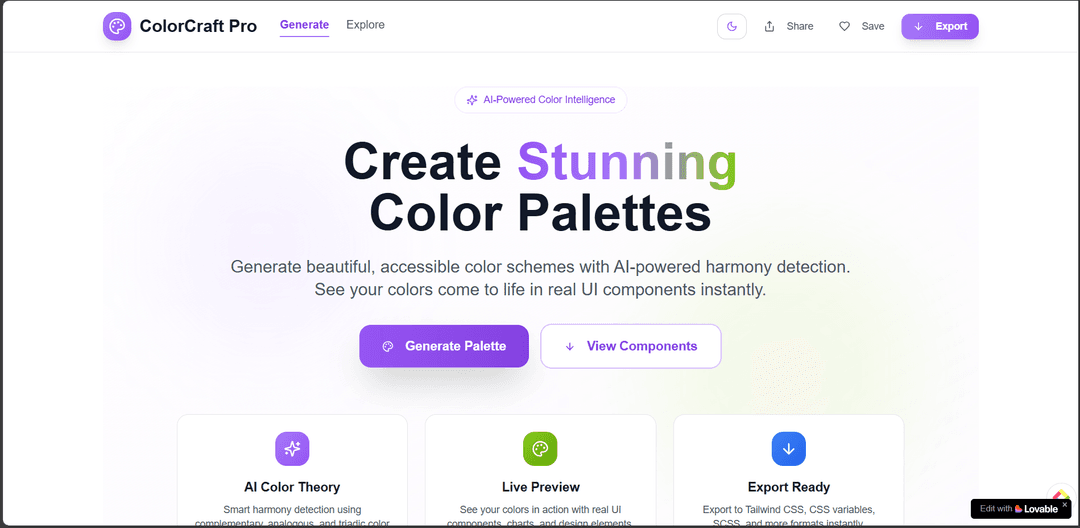 ColorCraft Pro
Generate
Explore
Share
Save
Export
AI-Powered Color Intelligence
Create Stunning
Color Palettes
Generate beautiful, accessible color schemes with AI-powered harmony detection.
See your colors come to life in real UI components instantly.
Generate Palette
View Components
AI Color Theory
Smart harmony detection using
complementary, analogous, and triadic color
Live Preview
See your colors in action with real UI
components, charts, and design elements
Export Ready
Export to Tailwind CSS, CSS variables,
SCSS, and more formats instantly
Edit with Lovable